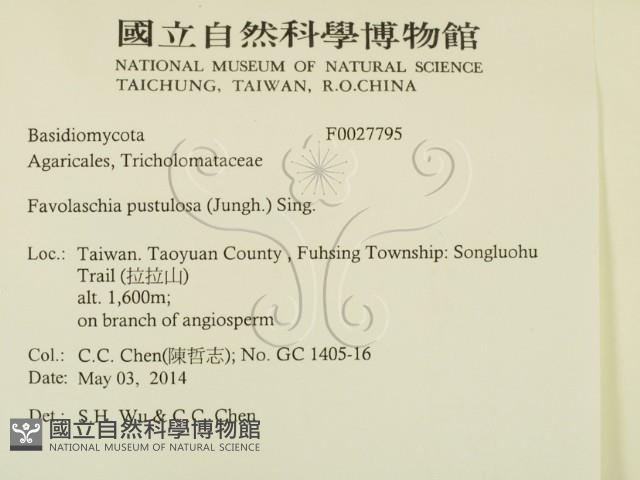 國立自然科學博物館
NATIONAL MUSEUM OF NATURAL SCIENCE
TAICHUNG, TAIWAN, R.O.CHINA
Basidiomycota F0027795
Agaricales, Tricholomataceae
Favolaschia pustulosa (Jungh.) Sing.
Loc.: Taiwan. Taoyuan County , Fuhsing Township: Songluohu
Trail (拉拉山)
alt. 1,600m;
on branch of angiosperm
Col.: C.C. Chen(陳哲志); No. GC 1405-16
Date: May 03, 2014
Det.: S.H. Wu & C.C. Chen
國立自然科學博物館
NATIONAL MUSEUM OF NATURAL SCIENCE